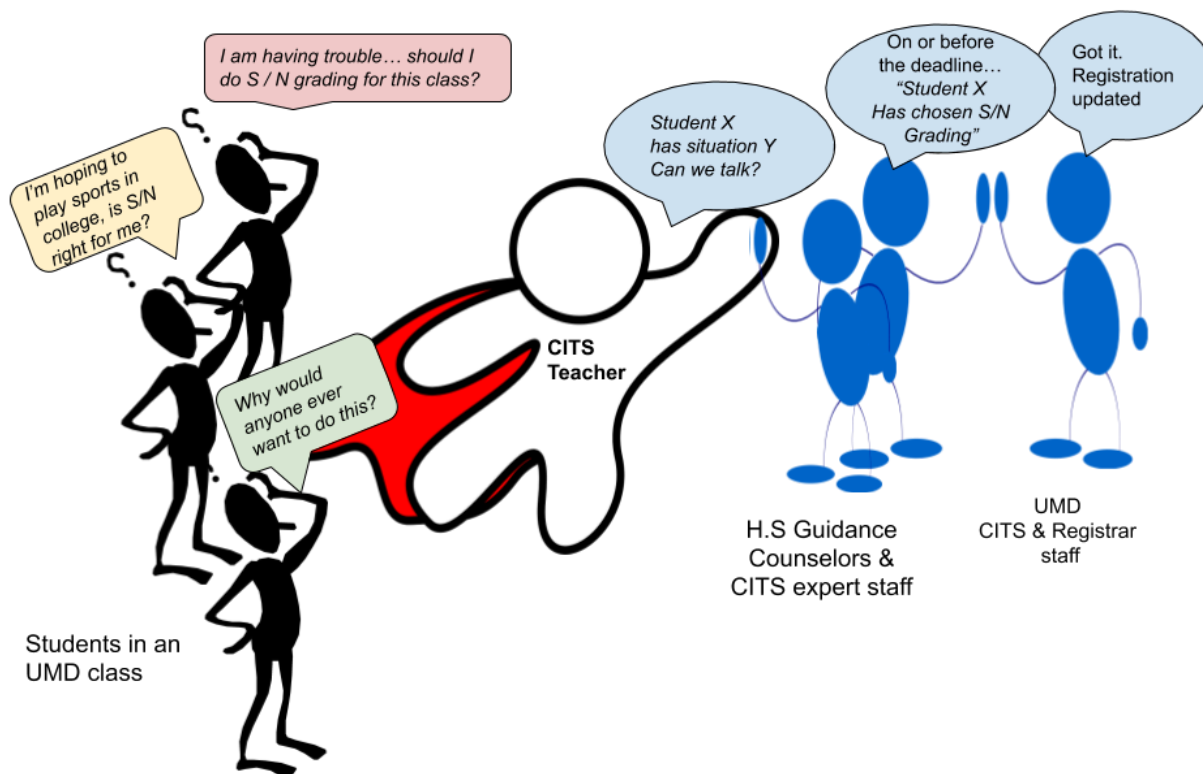 I am having trouble… should I
do S / N grading for this class?
I'm hoping to
play sports in
college, is S/N
right for me?
Why would
anyone ever
want to do this?
Students in an
UMD class
CITS
Teacher
Student X
has situation Y
Can we talk?
On or before
the deadline…
“Student X
Has chosen S/N
Grading”
Got it.
Registration
updated
H.S Guidance
Counselors &
CITS expert staff
UMD
CITS & Registrar
staff